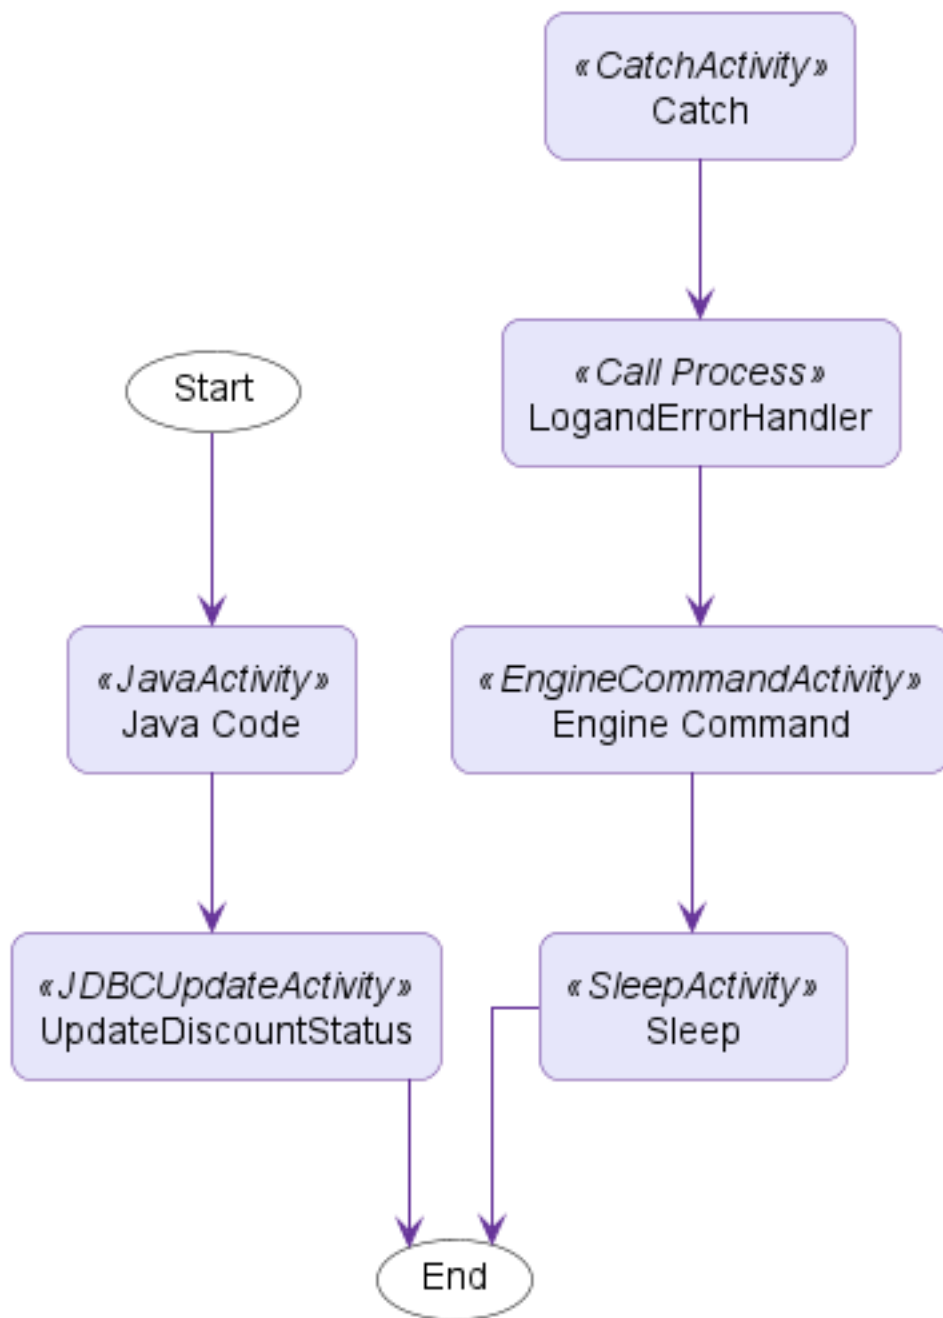 «CatchActivity»
Catch
«Call Process»
LogandErrorHandler
Start
«JavaActivity»
Java Code
«EngineCommandActivity»
Engine Command
«JDBCUpdateActivity»
UpdateDiscountStatus
«SleepActivity»
Sleep
End